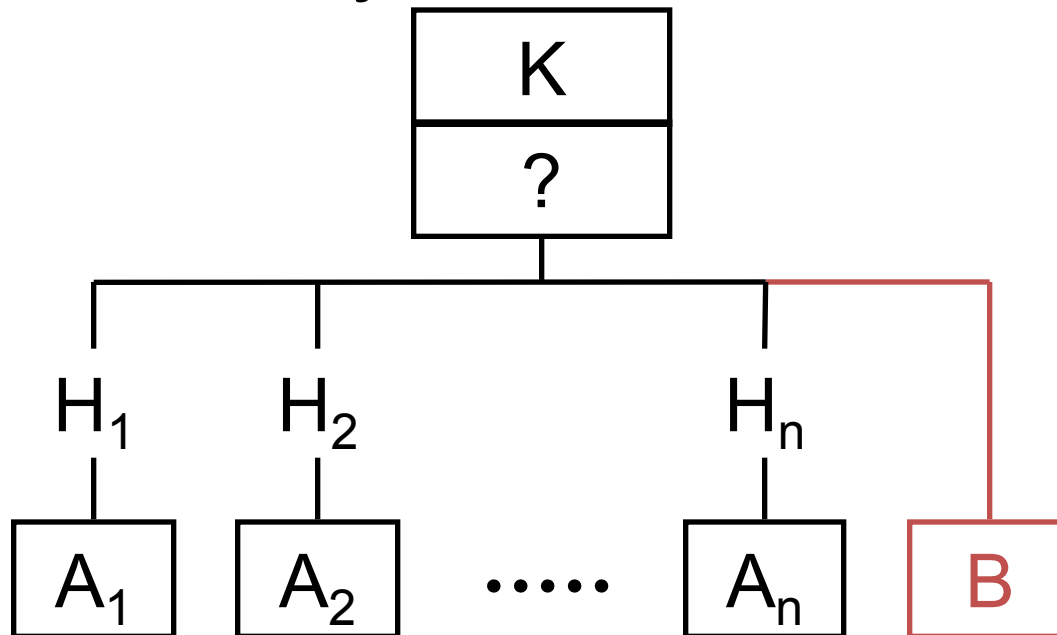 K
?
H₁ H₂ Hₙ
A₁ A₂ ..... Aₙ B